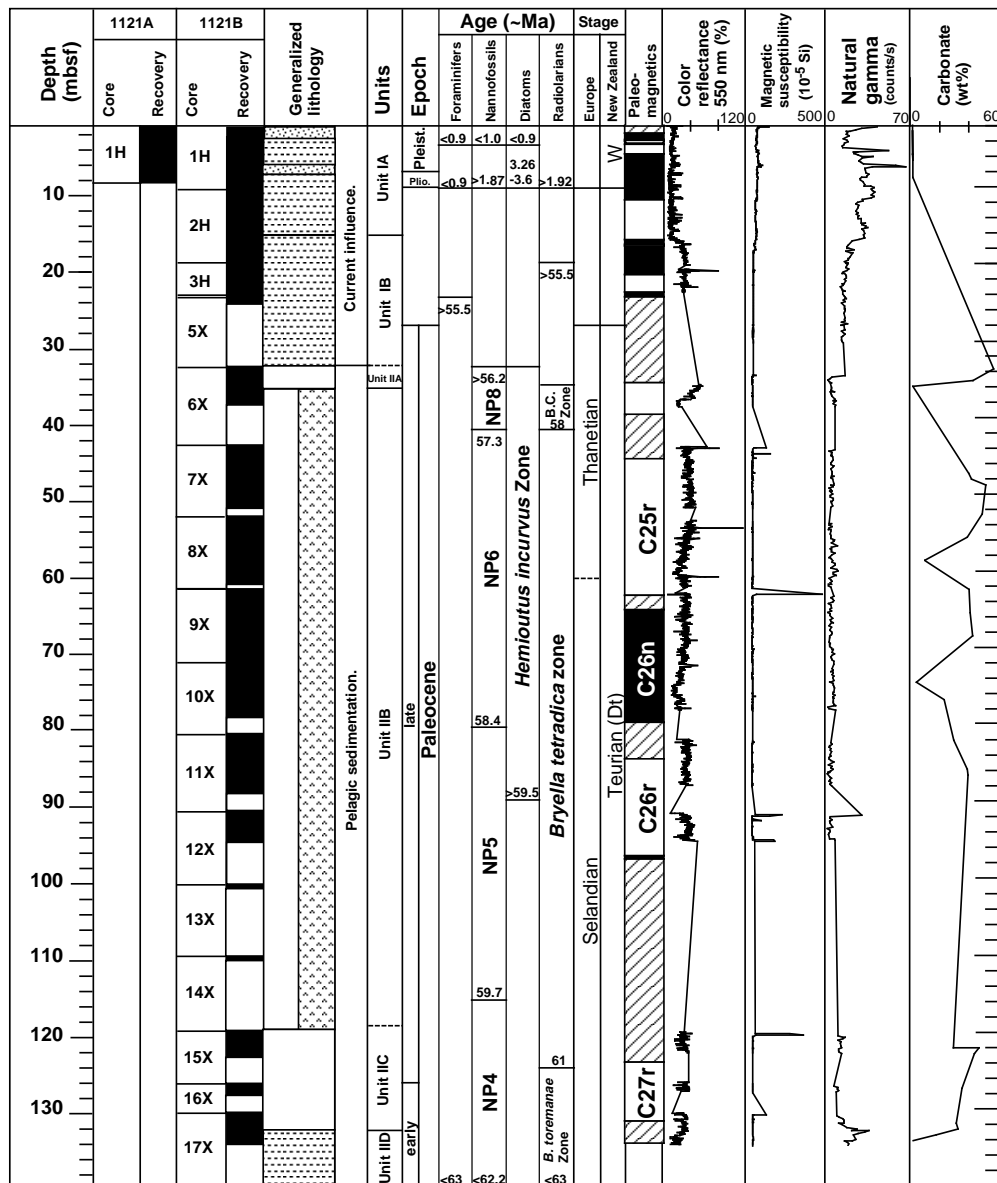 1121A
1121B
Age (~Ma)
Stage
Depth
(mbsf)
Core
Recovery
Core
Recovery
Generalized
lithology
Units
Epoch
Foraminifers
Nannofossils
Diatoms
Radiolarians
Europe
New Zealand
Paleo-
magnetics
Color
reflectance
550 nm (%)
0 120
Magnetic
susceptibility
(10-5 Si)
0 500
Natural
gamma
(counts/s)
0 70
Carbonate
(wt%)
0 60
10
20
30
40
50
60
70
80
90
100
110
120
130
1H
1H
2H
3H
5X
6X
7X
8X
9X
10X
11X
12X
13X
14X
15X
16X
17X
Current influence.
Pelagic sedimentation.
Unit IA
Unit IB
Unit IIA
Unit IIB
Unit IIC
Unit IID
Pleist.
Plio.
late
Paleocene
early
<0.9
<0.9
>55.5
<63
<1.0
>1.87
>56.2
NP8
57.3
NP6
58.4
NP5
59.7
NP4
<62.2
<0.9
3.26
-3.6
Hemioutus incurvus Zone
>59.5
>1.92
>55.5
B.C.
Zone
58
Bryella tetradica zone
61
B. toremanae
Zone
<63
Thanetian
Selandian
W
Teurian (Dt)
C25r
C26n
C26r
C27r